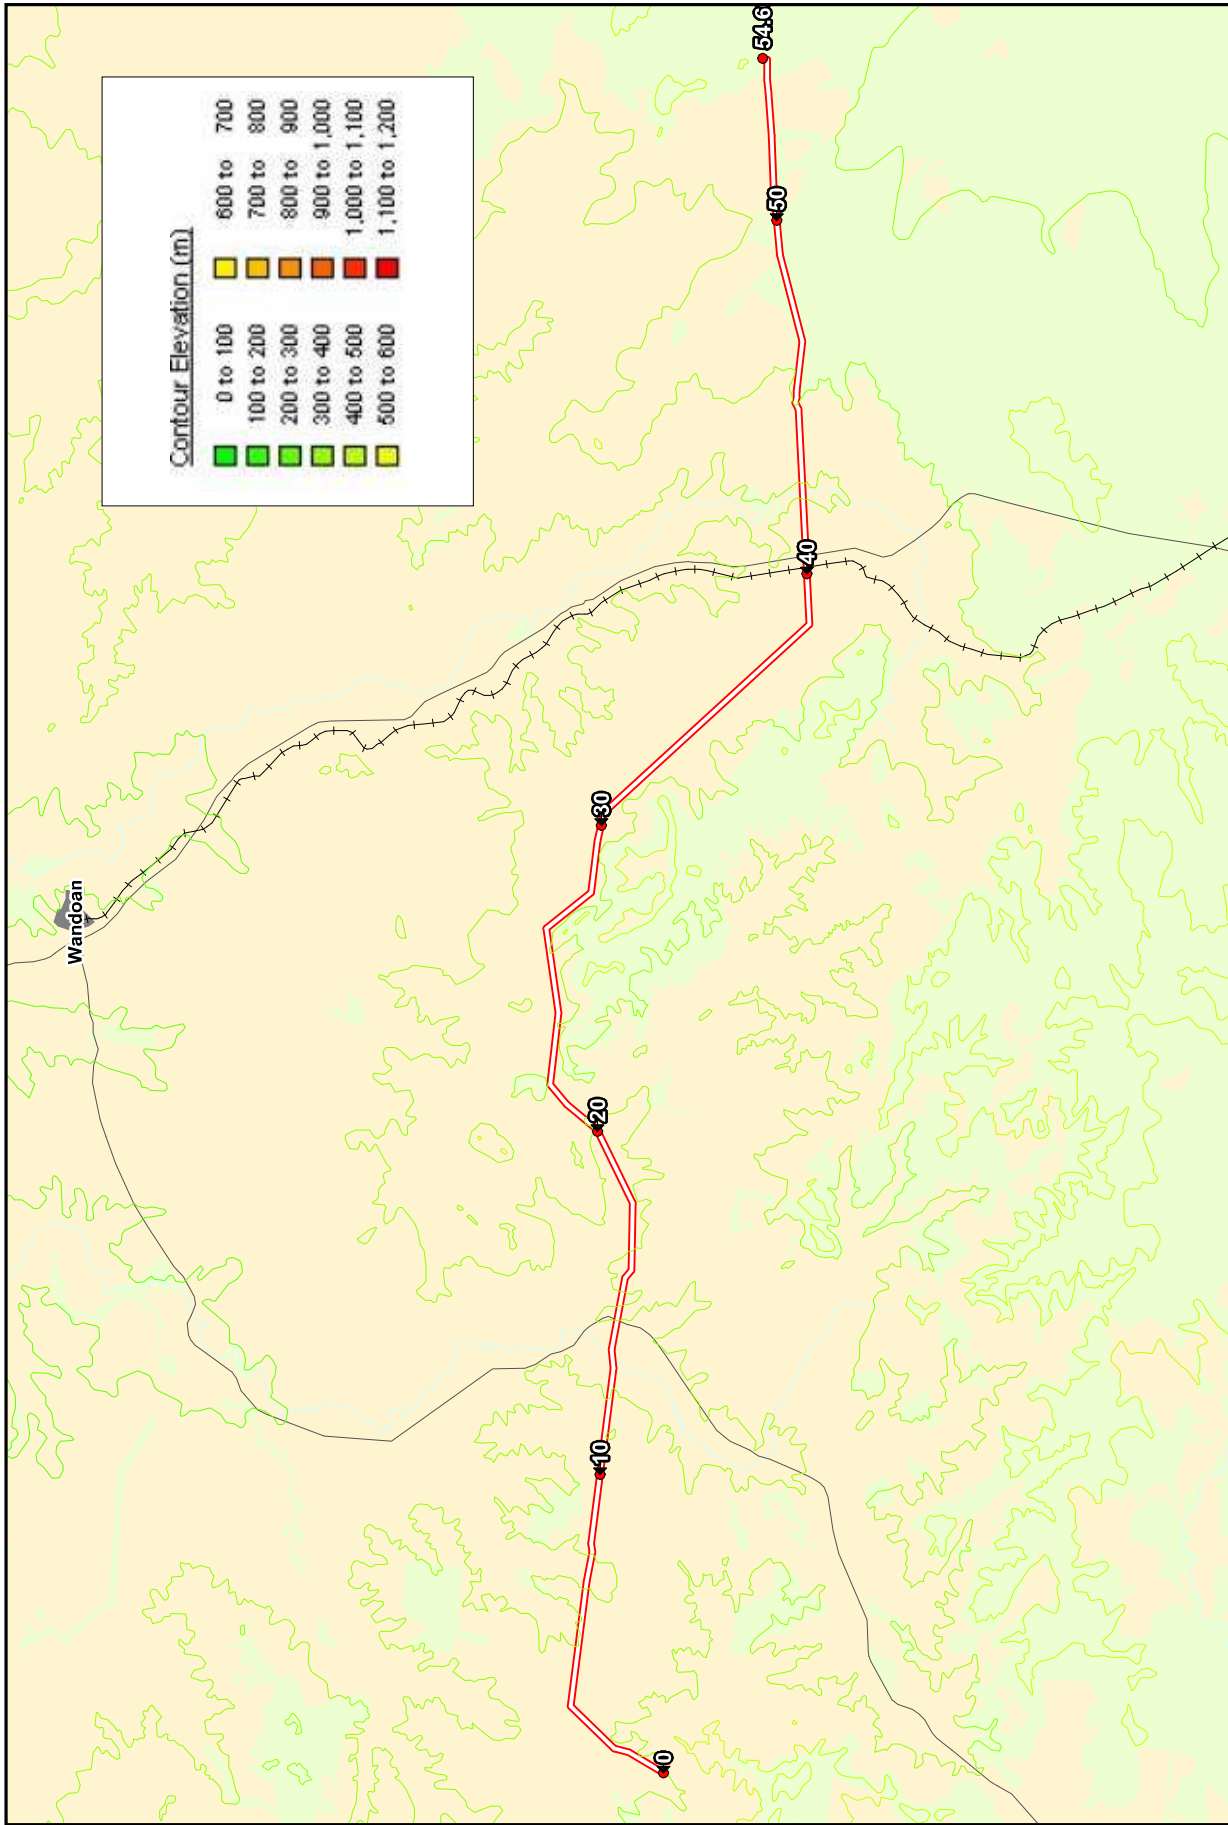 Wandoan
Contour Elevation (m)
0 to 100 600 to 700
100 to 200 700 to 800
200 to 300 800 to 900
300 to 400 900 to 1,000
400 to 500 1,000 to 1,100
500 to 600 1,100 to 1,200
0
10
20
30
40
50
54.6